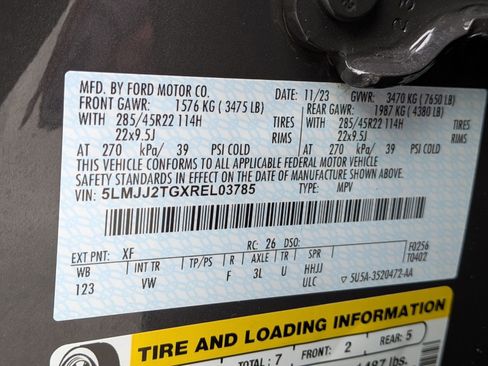 MFD. BY FORD MOTOR CO.
DATE: 11/23 GVWR: 3470 KG (7650 LB)
FRONT GAWR: 1576 KG (3475 LB) REAR GAWR: 1987 KG (4380 LB)
WITH 285/45R22 114H TIRES WITH 285/45R22 114H TIRES
22x9.5J RIMS 22x9.5J RIMS
AT 270 kPa/ 39 PSI COLD AT 270 kPa/ 39 PSI COLD
THIS VEHICLE CONFORMS TO ALL APPLICABLE FEDERAL MOTOR VEHICLE
SAFETY STANDARDS IN EFFECT ON THE DATE OF MANUFACTURE SHOWN ABOVE.
VIN: 5LMJJ2TGXREL03785 TYPE: MPV
EXT PNT: XF RC: 26 DSO: F0256
WB INT TR TP/PS R AXLE TR SPR T0402
123 VW F 3L U HHJJ
ULC 5U5A-3520472-AA
TIRE AND LOADING INFORMATION
TOTAL : 7 FRONT: 2 REAR: 5